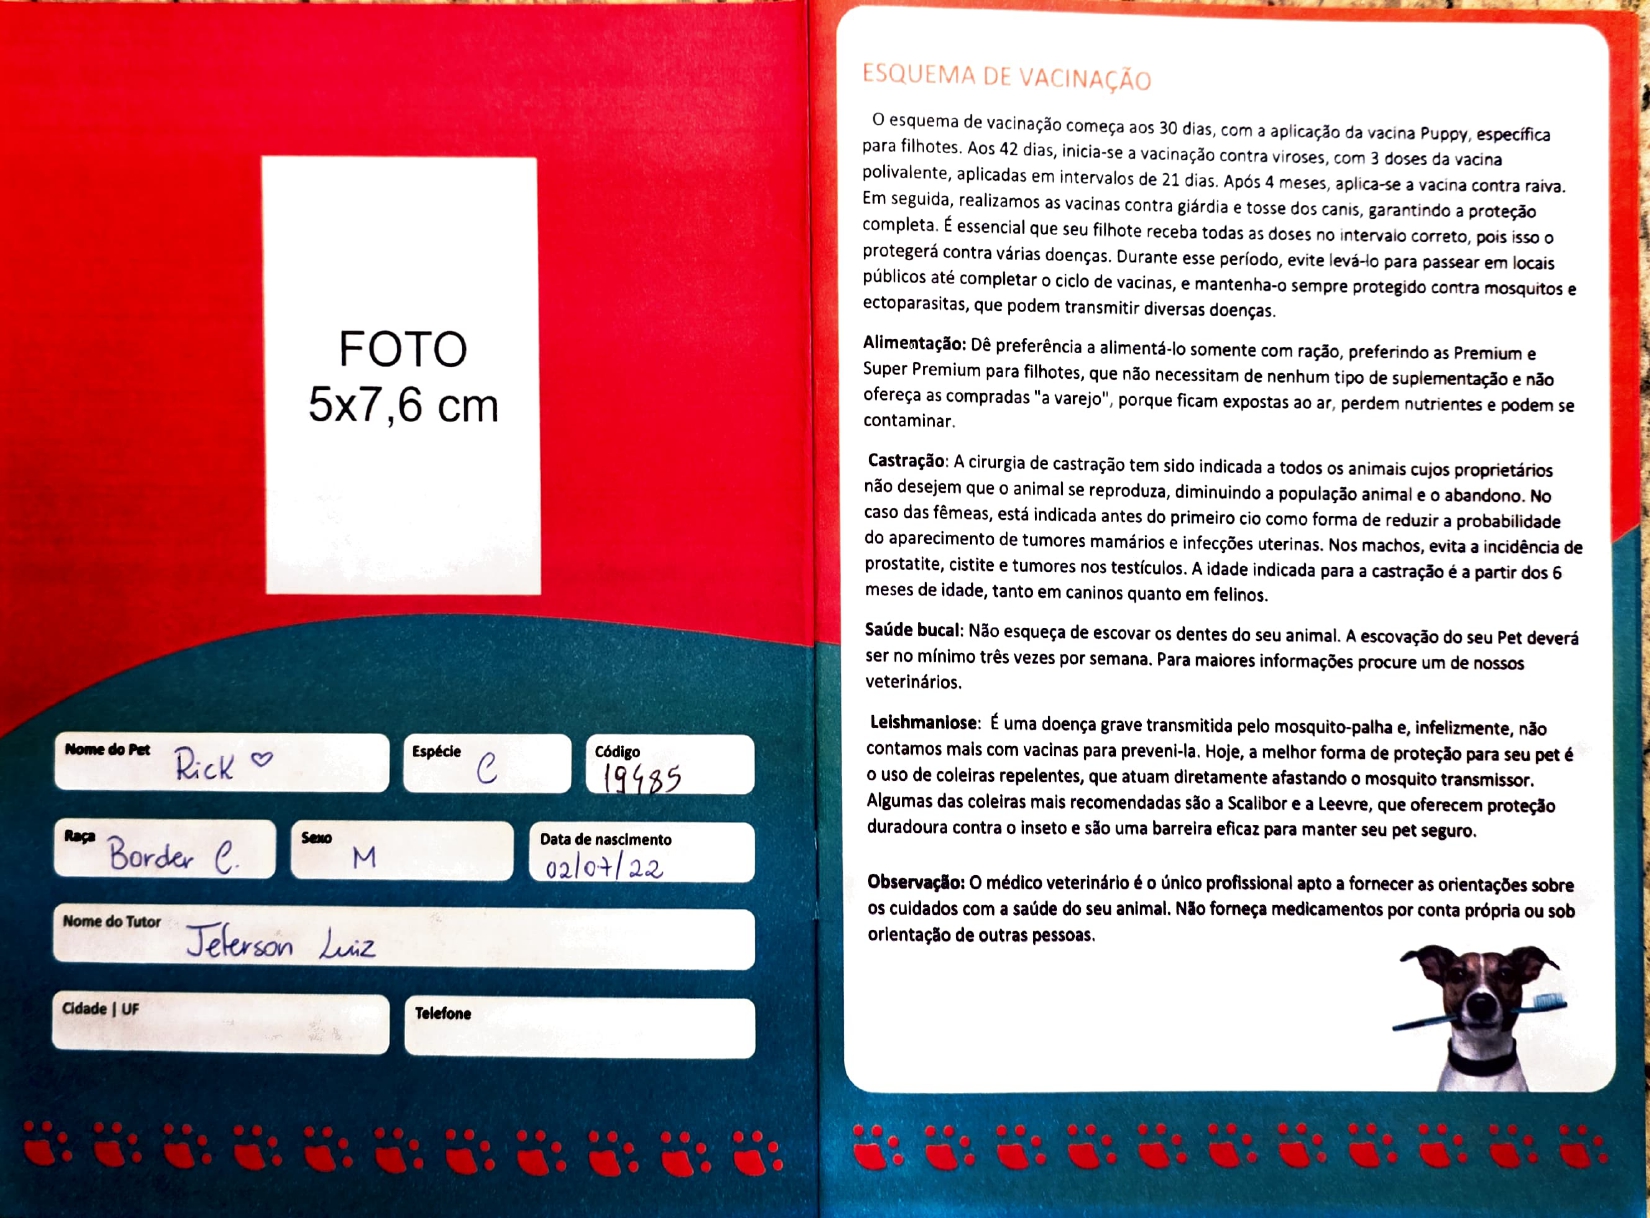 FOTO
5x7,6 cm
Nome do Pet Rick ♡
Espécie C
Código 19485
Raça Border C.
Sexo M
Data de nascimento 02/07/22
Nome do Tutor Jeferson Luiz
Cidade | UF
Telefone
ESQUEMA DE VACINAÇÃO
O esquema de vacinação começa aos 30 dias, com a aplicação da vacina Puppy, específica
para filhotes. Aos 42 dias, inicia-se a vacinação contra viroses, com 3 doses da vacina
polivalente, aplicadas em intervalos de 21 dias. Após 4 meses, aplica-se a vacina contra raiva.
Em seguida, realizamos as vacinas contra giárdia e tosse dos canis, garantindo a proteção
completa. É essencial que seu filhote receba todas as doses no intervalo correto, pois isso o
protegerá contra várias doenças. Durante esse período, evite levá-lo para passear em locais
públicos até completar o ciclo de vacinas, e mantenha-o sempre protegido contra mosquitos e
ectoparasitas, que podem transmitir diversas doenças.
Alimentação: Dê preferência a alimentá-lo somente com ração, preferindo as Premium e
Super Premium para filhotes, que não necessitam de nenhum tipo de suplementação e não
ofereça as compradas "a varejo", porque ficam expostas ao ar, perdem nutrientes e podem se
contaminar.
Castração: A cirurgia de castração tem sido indicada a todos os animais cujos proprietários
não desejem que o animal se reproduza, diminuindo a população animal e o abandono. No
caso das fêmeas, está indicada antes do primeiro cio como forma de reduzir a probabilidade
do aparecimento de tumores mamários e infecções uterinas. Nos machos, evita a incidência de
prostatite, cistite e tumores nos testículos. A idade indicada para a castração é a partir dos 6
meses de idade, tanto em caninos quanto em felinos.
Saúde bucal: Não esqueça de escovar os dentes do seu animal. A escovação do seu Pet deverá
ser no mínimo três vezes por semana. Para maiores informações procure um de nossos
veterinários.
Leishmaniose: É uma doença grave transmitida pelo mosquito-palha e, infelizmente, não
contamos mais com vacinas para preveni-la. Hoje, a melhor forma de proteção para seu pet é
o uso de coleiras repelentes, que atuam diretamente afastando o mosquito transmissor.
Algumas das coleiras mais recomendadas são a Scalibor e a Leevre, que oferecem proteção
duradoura contra o inseto e são uma barreira eficaz para manter seu pet seguro.
Observação: O médico veterinário é o único profissional apto a fornecer as orientações sobre
os cuidados com a saúde do seu animal. Não forneça medicamentos por conta própria ou sob
orientação de outras pessoas.